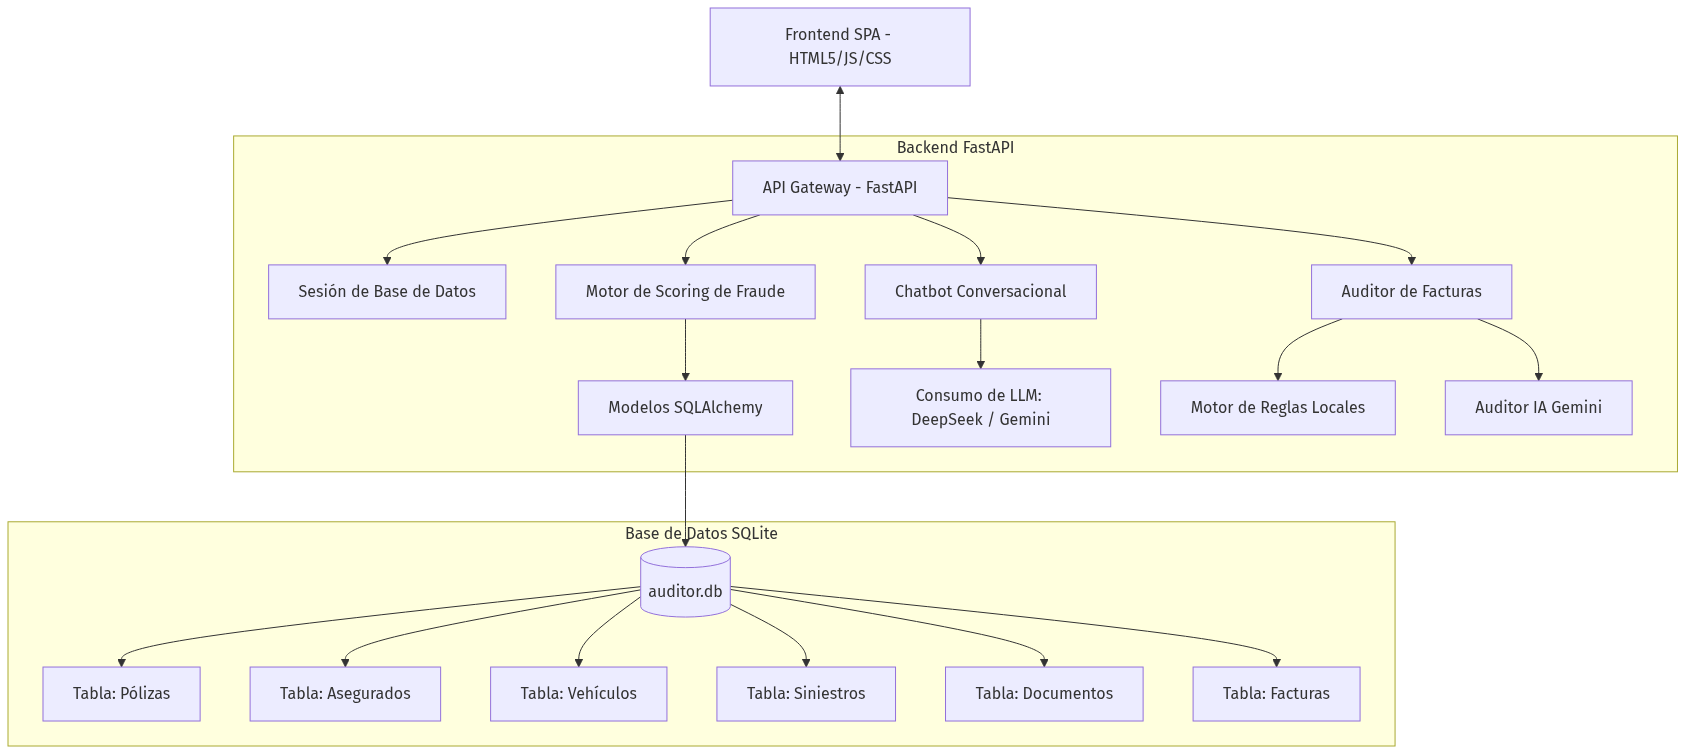 Frontend SPA -
HTML5/JS/CSS
Backend FastAPI
API Gateway - FastAPI
Sesión de Base de Datos
Motor de Scoring de Fraude
Chatbot Conversacional
Auditor de Facturas
Modelos SQLAlchemy
Consumo de LLM:
DeepSeek / Gemini
Motor de Reglas Locales
Auditor IA Gemini
Base de Datos SQLite
auditor.db
Tabla: Pólizas
Tabla: Asegurados
Tabla: Vehículos
Tabla: Siniestros
Tabla: Documentos
Tabla: Facturas